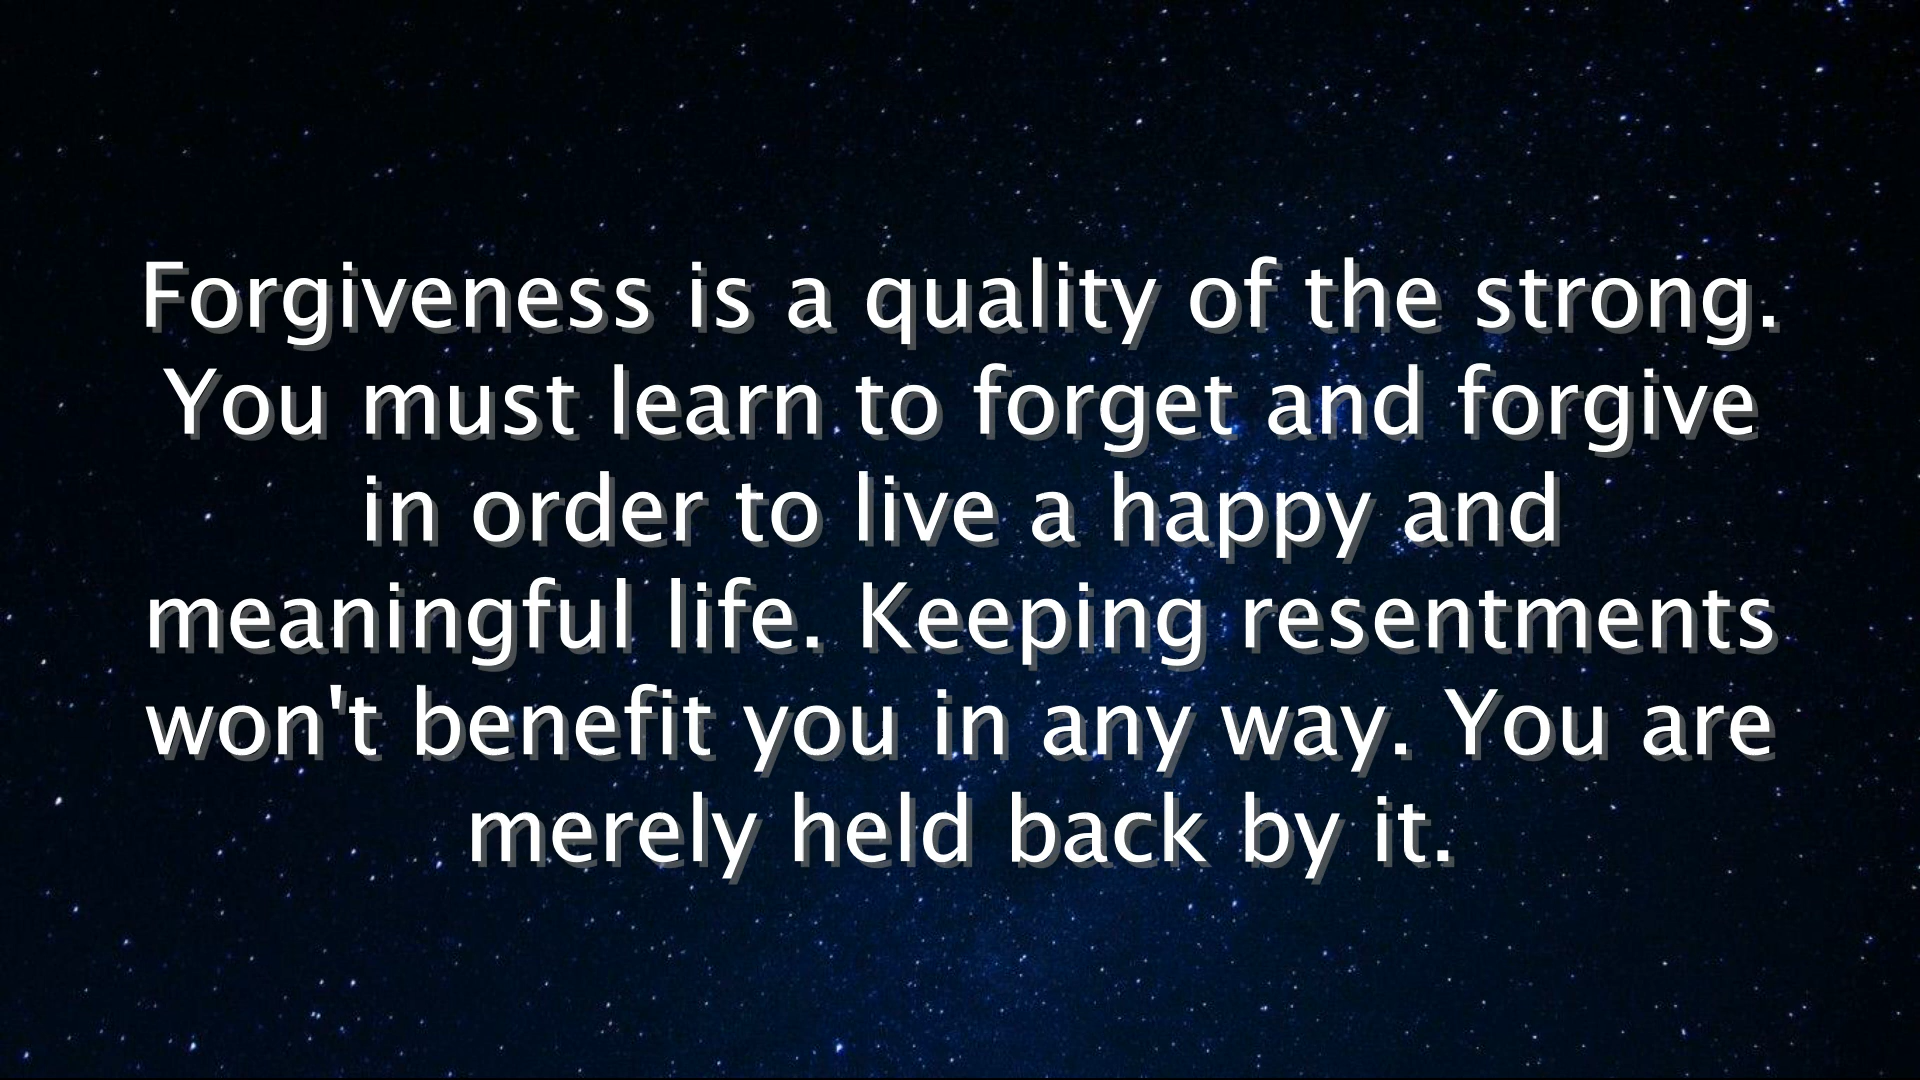 Forgiveness is a quality of the strong.
You must learn to forget and forgive
in order to live a happy and
meaningful life. Keeping resentments
won't benefit you in any way. You are
merely held back by it.